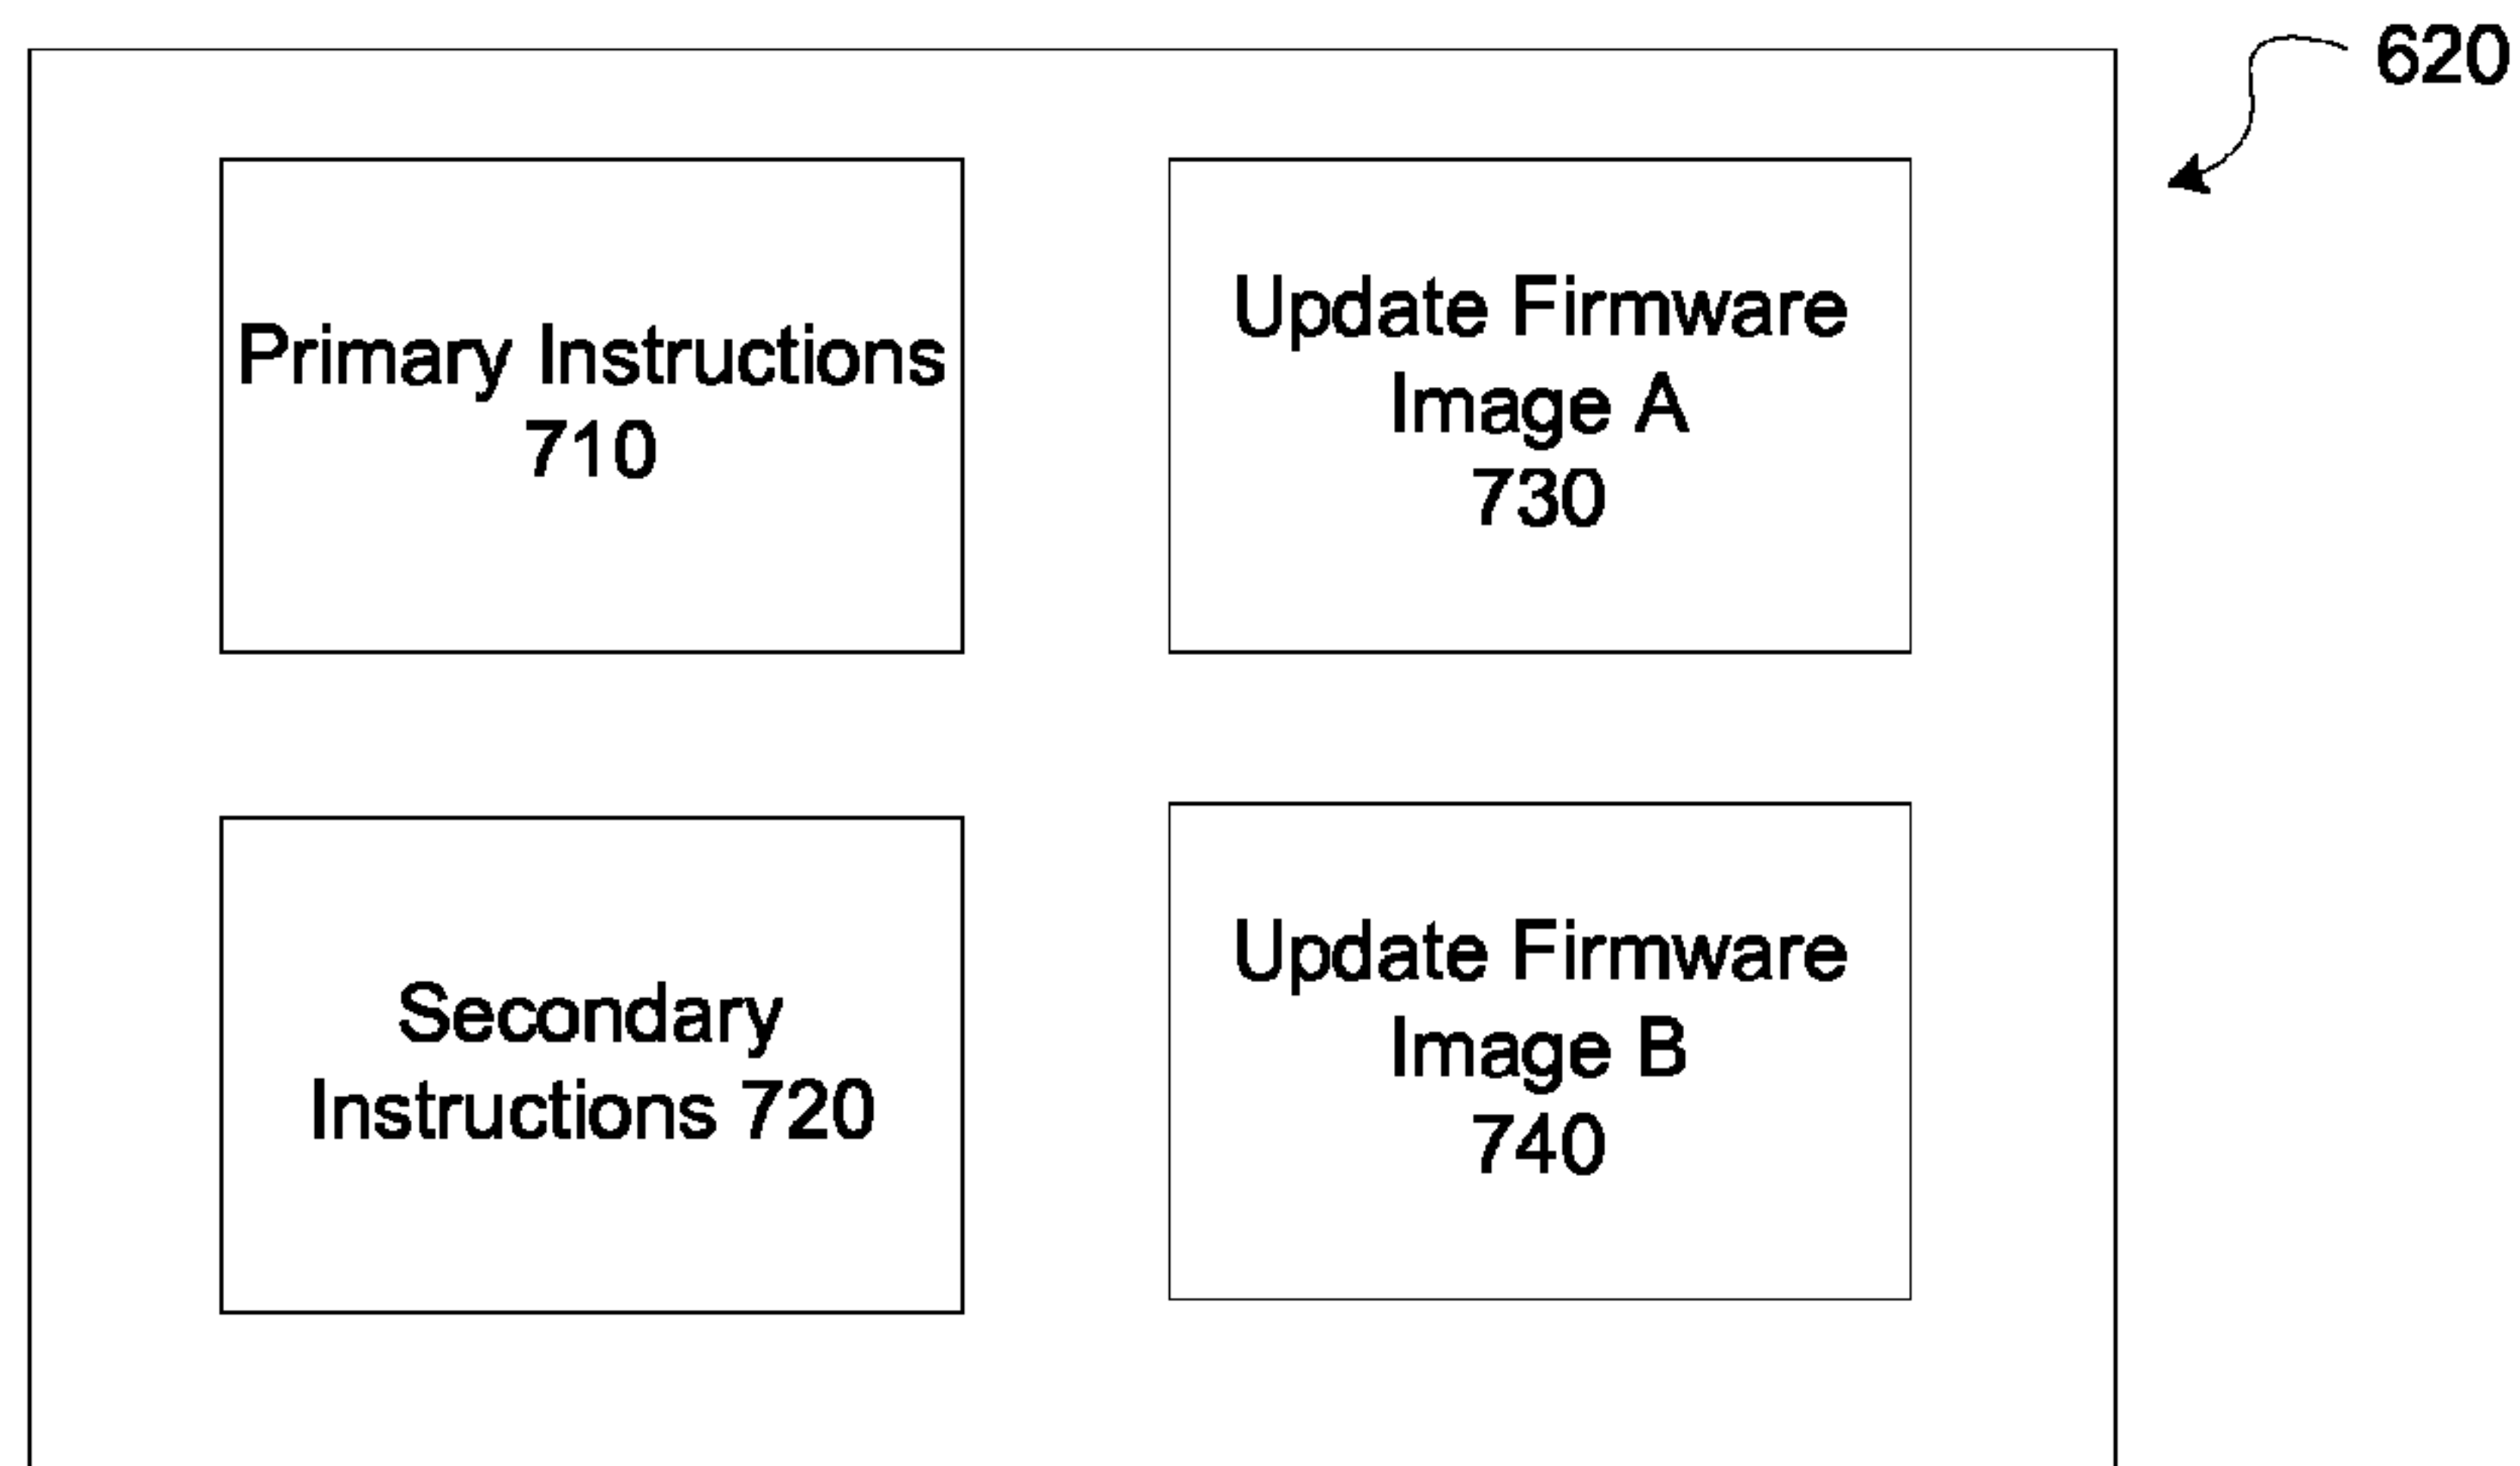 620
Primary Instructions
710
Update Firmware
Image A
730
Secondary
Instructions 720
Update Firmware
Image B
740